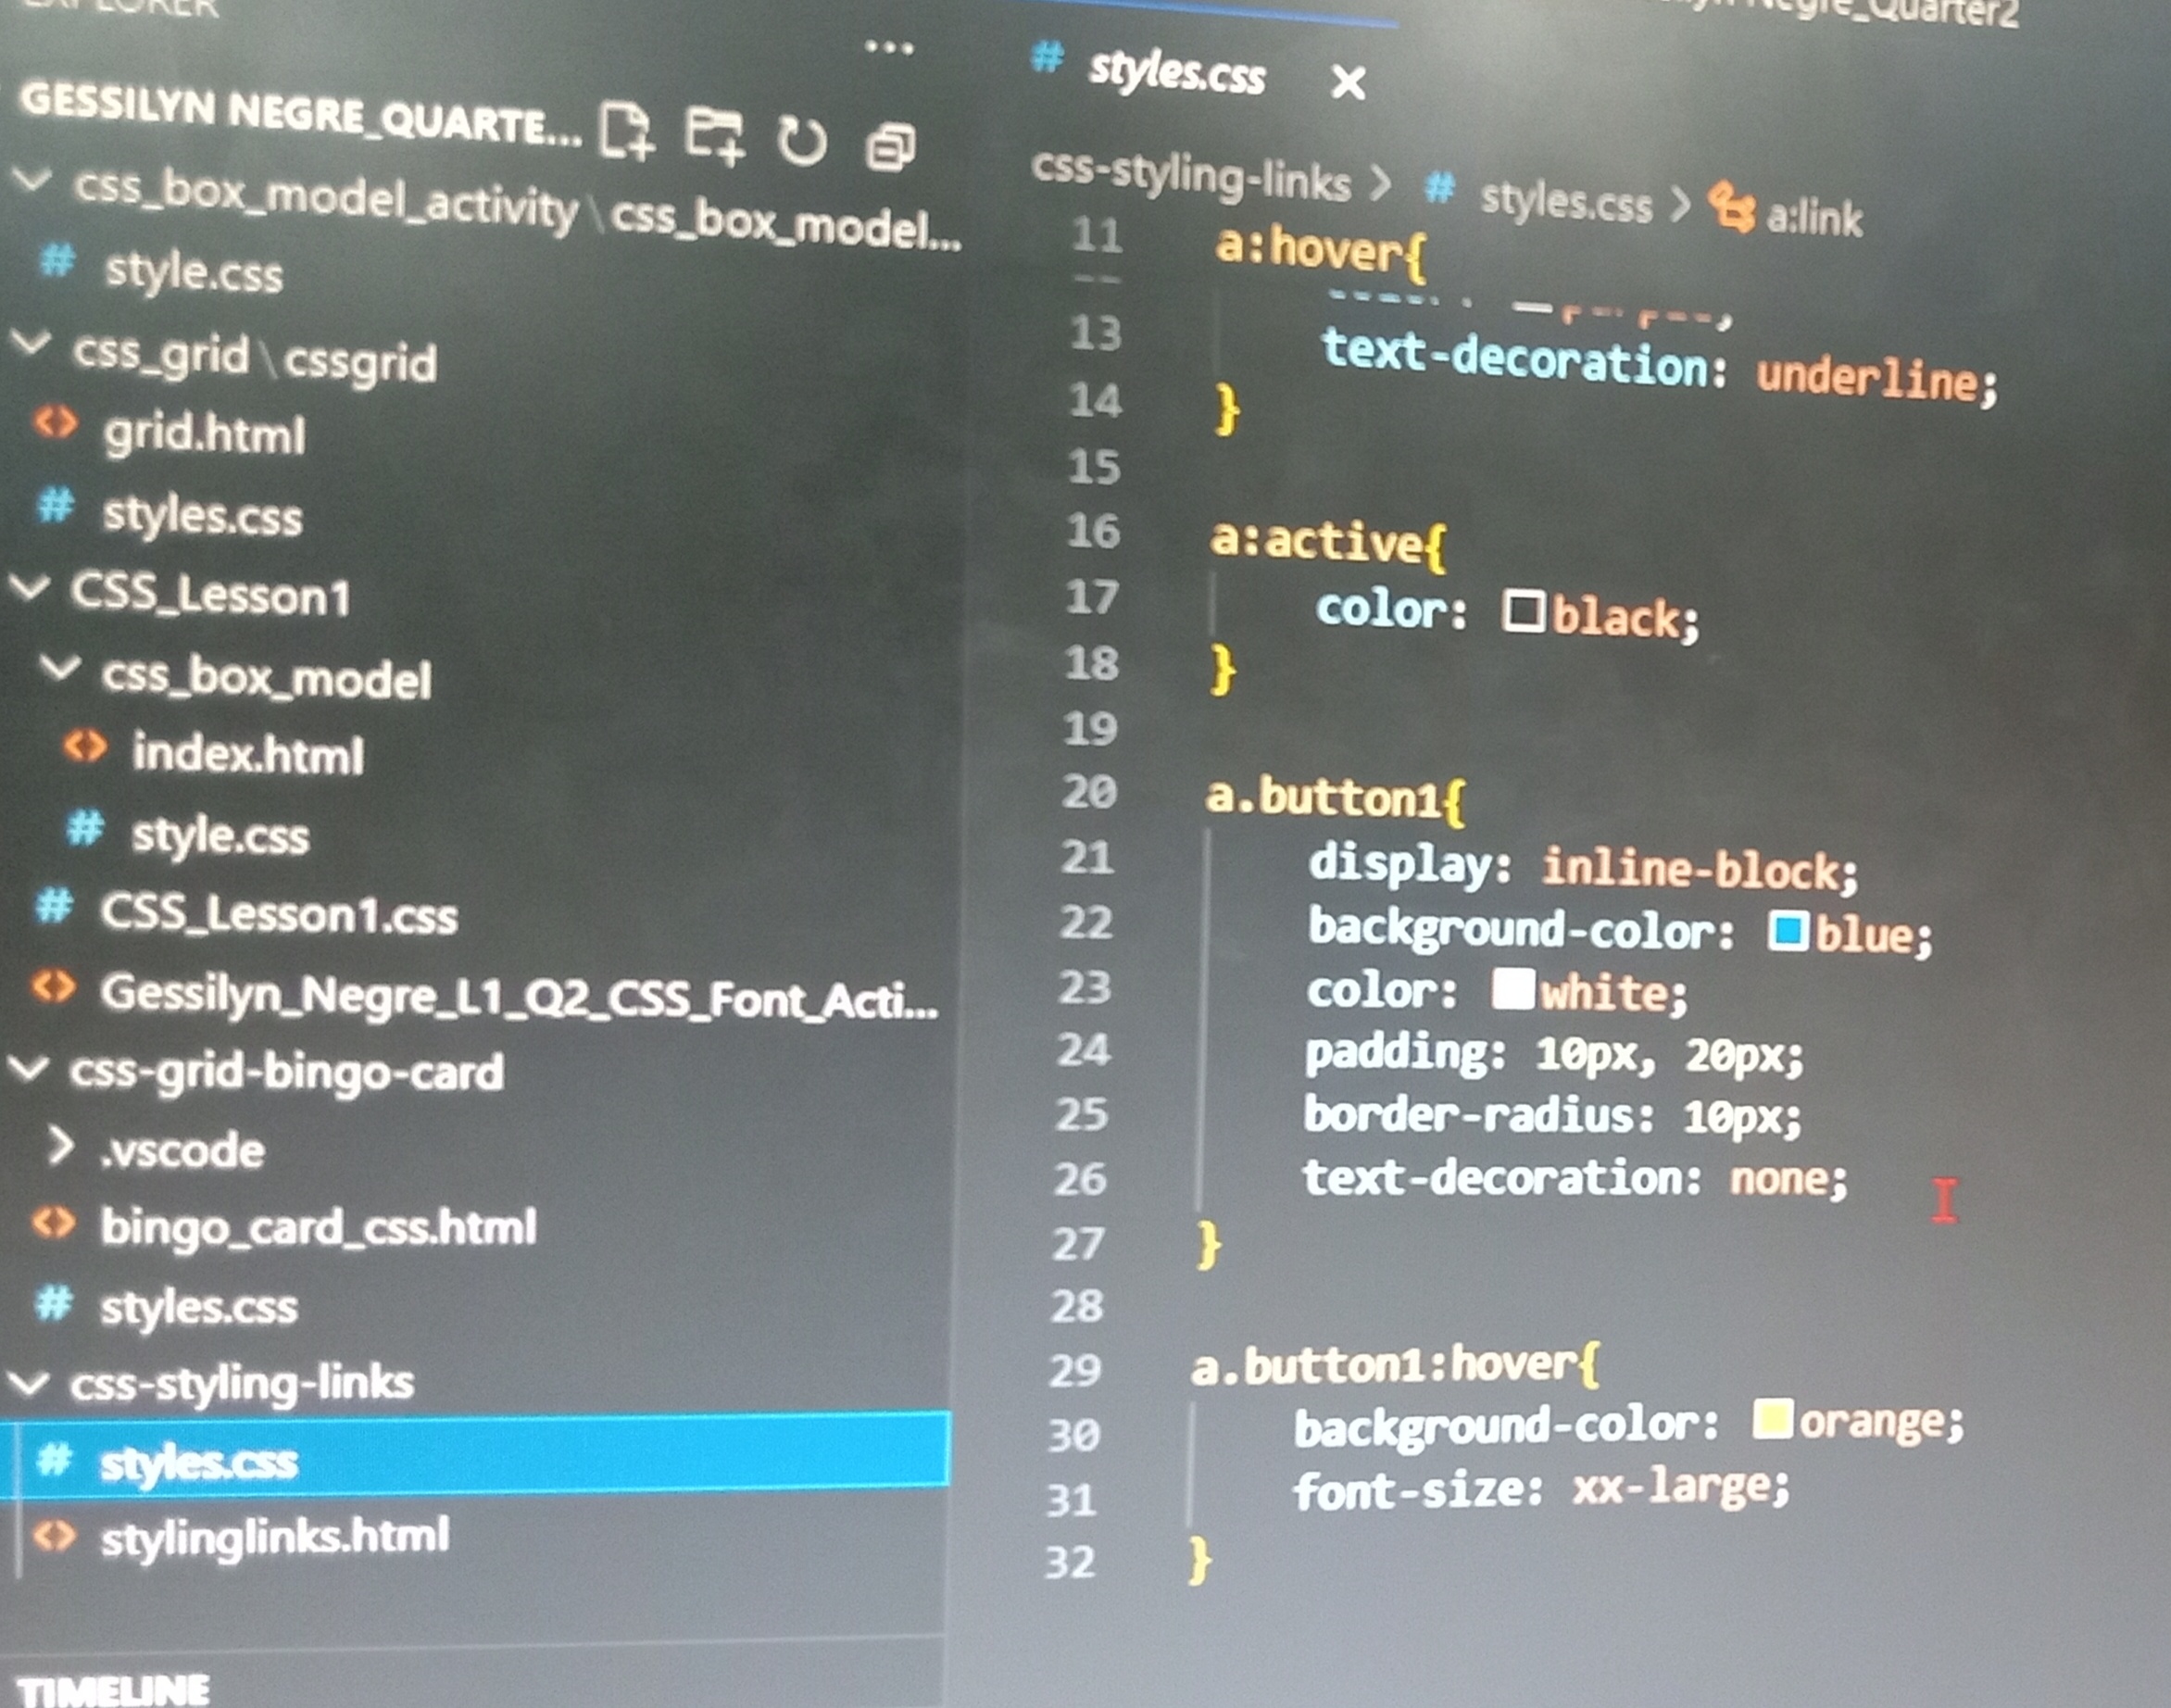 EXPLORER
GESSILYN NEGRE_QUARTE...
css_box_model_activity\css_box_model...
# style.css
css_grid\cssgrid
<> grid.html
# styles.css
CSS_Lesson1
css_box_model
<> index.html
# style.css
# CSS_Lesson1.css
<> Gessilyn_Negre_L1_Q2_CSS_Font_Acti...
css-grid-bingo-card
.vscode
<> bingo_card_css.html
# styles.css
css-styling-links
# styles.css
<> stylinglinks.html
TIMELINE
Negre_Quarter2
# styles.css
css-styling-links > # styles.css > a:link
11 a:hover{
13 text-decoration: underline;
14 }
15
16 a:active{
17 color: black;
18 }
19
20 a.button1{
21 display: inline-block;
22 background-color: blue;
23 color: white;
24 padding: 10px, 20px;
25 border-radius: 10px;
26 text-decoration: none;
27 }
28
29 a.button1:hover{
30 background-color: orange;
31 font-size: xx-large;
32 }